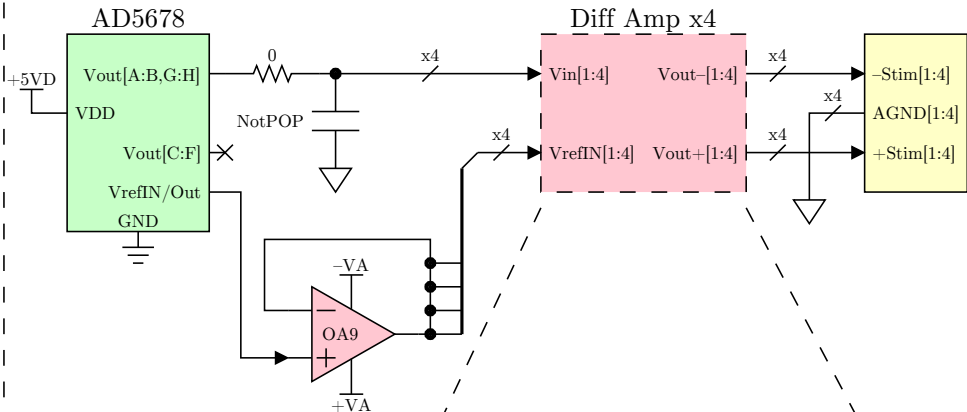 AD5678
Diff Amp x4
+5VD
VDD
Vout[A:B,G:H]
Vout[C:F]
VrefIN/Out
GND
0
NotPOP
x4
x4
Vin[1:4]
VrefIN[1:4]
Vout–[1:4]
Vout+[1:4]
x4
x4
x4
–Stim[1:4]
AGND[1:4]
+Stim[1:4]
–VA
−
OA9
+
+VA